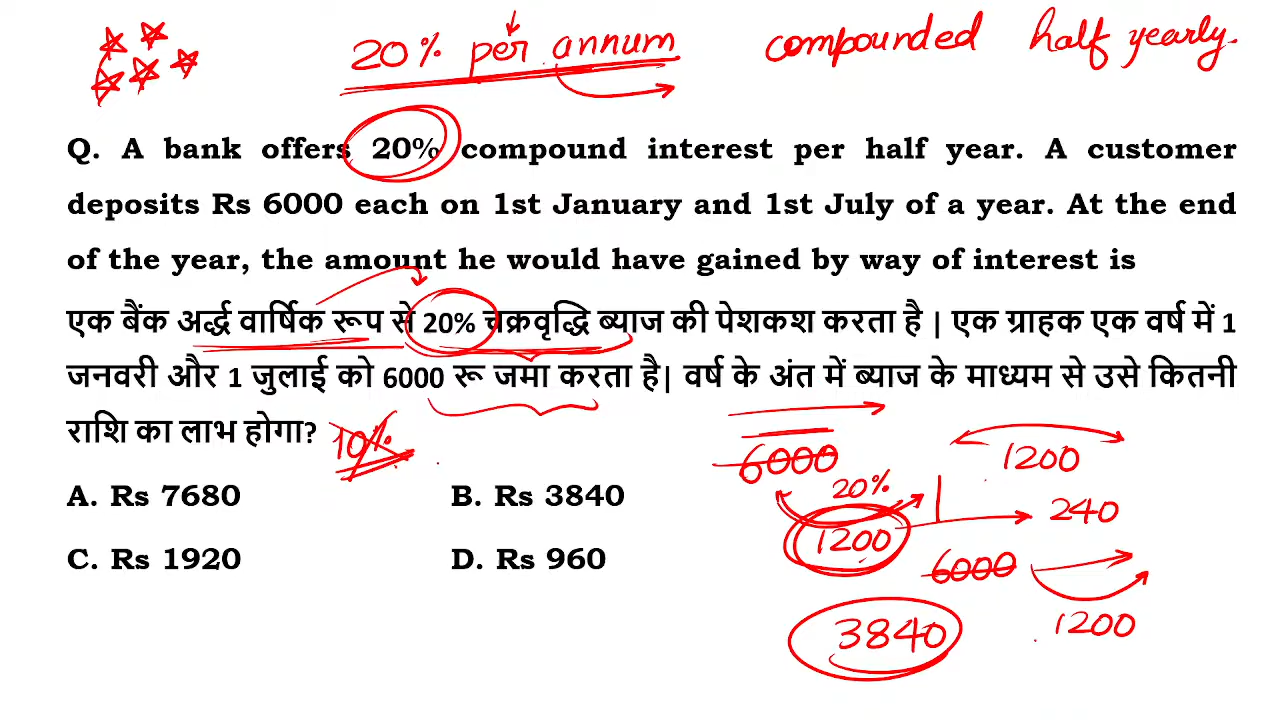 20% per annum compounded half yearly.
Q. A bank offers 20% compound interest per half year. A customer
deposits Rs 6000 each on 1st January and 1st July of a year. At the end
of the year, the amount he would have gained by way of interest is
एक बैंक अर्द्ध वार्षिक रूप से 20% चक्रवृद्धि ब्याज की पेशकश करता है | एक ग्राहक एक वर्ष में 1
जनवरी और 1 जुलाई को 6000 रू जमा करता है| वर्ष के अंत में ब्याज के माध्यम से उसे कितनी
राशि का लाभ होगा?
10%
6000
1200
A. Rs 7680
B. Rs 3840
20%
240
1200
C. Rs 1920
D. Rs 960
6000
1200
3840